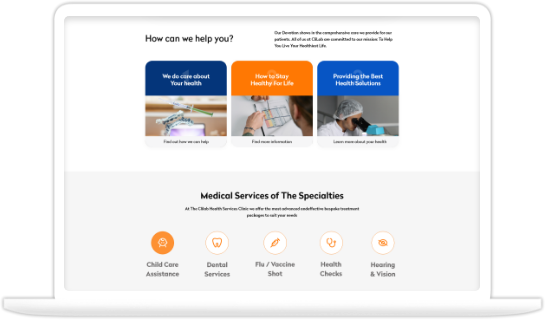 How can we help you?
Our Devotion shows in the comprehensive care we provide for our
patients. All of us at CliLab are committed to our mission: To Help
You Live Your Healthiest Life.
We do care about
Your health
How to Stay
Healthy For Life
Providing the Best
Health Solutions
Find out how we can help
Find more information
Learn more about your health
Medical Services of The Specialties
At The Clilab Health Services Clinic we offer the most advanced and effective bespoke treatment
packages to suit your needs
Child Care
Assistance
Dental
Services
Flu / Vaccine
Shot
Health
Checks
Hearing
& Vision